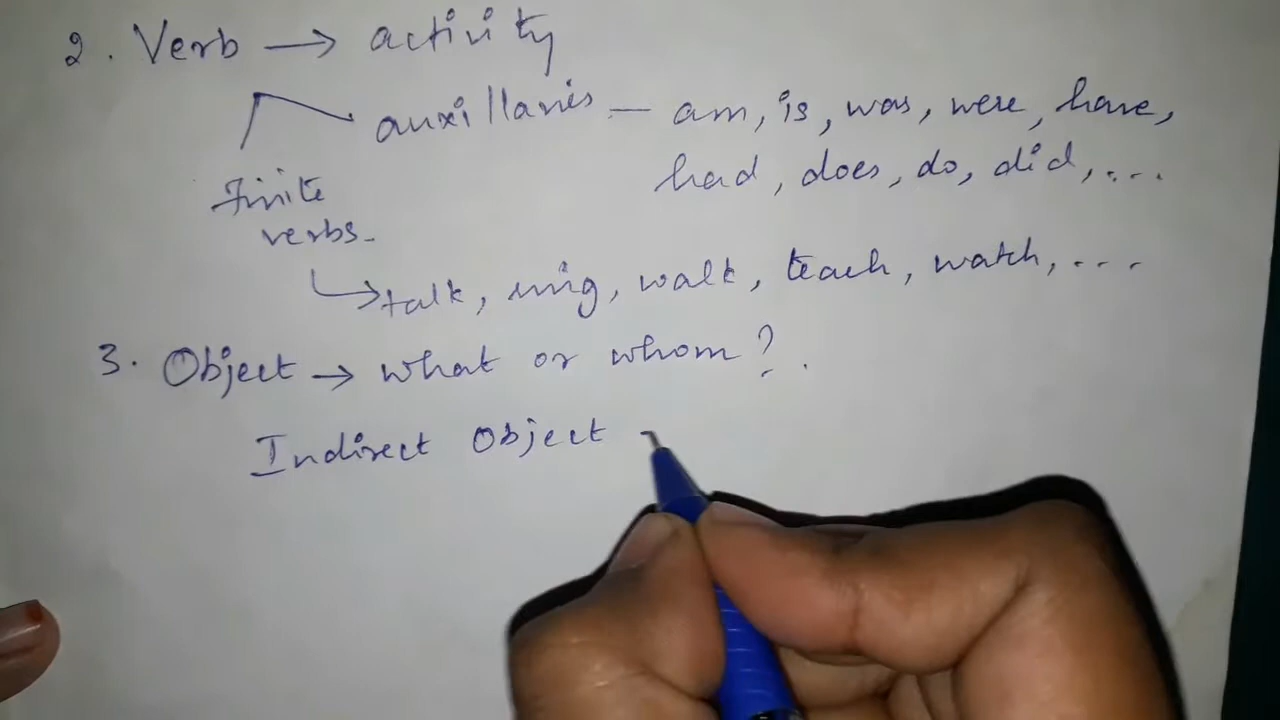 2. Verb → activity
auxillaries – am, is, was, were, have,
had, does, do, did, ....
Finite
verbs.
↳ talk, sing, walk, teach, watch, ...
3. Object → what or whom?.
Indirect Object -